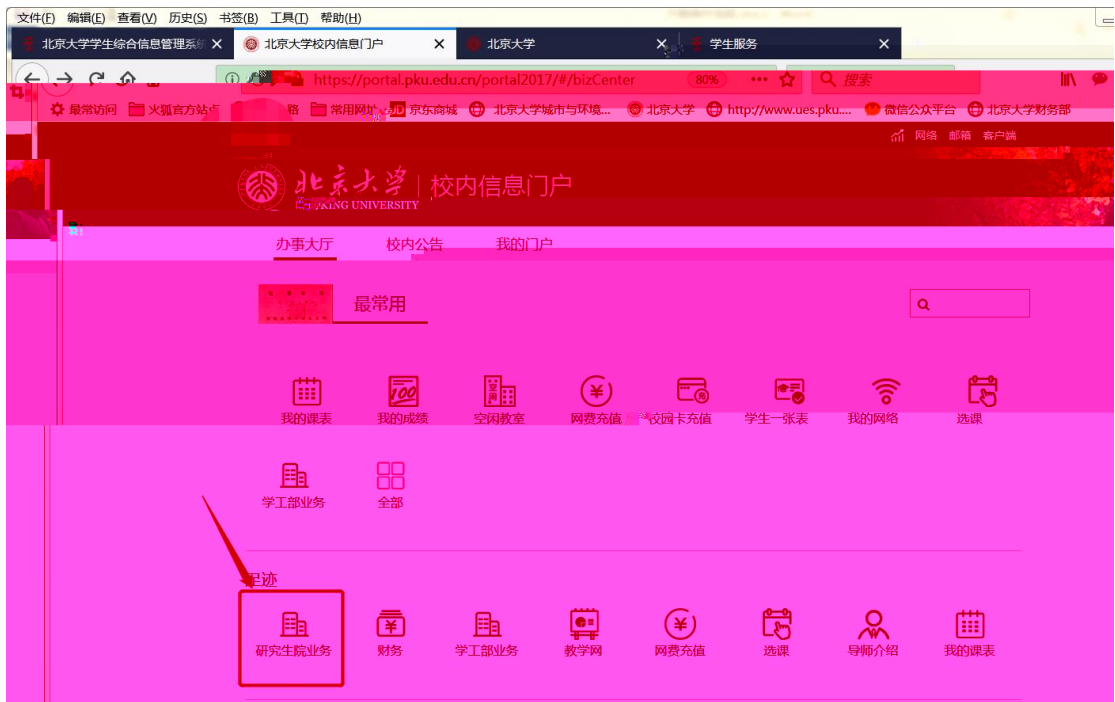 文件(F) 编辑(E) 查看(V) 历史(S) 书签(B) 工具(T) 帮助(H)
北京大学学生综合信息管理系统 北京大学校内信息门户 北京大学 学生服务
https://portal.pku.edu.cn/portal2017/#/bizCenter 80% 搜索
最常访问 火狐官方站点 常用网址 JD 京东商城 北京大学城市与环境... 北京大学 http://www.ues.pku.... 微信公众平台 北京大学财务部
网络 邮箱 客户端
北京大学 校内信息门户
PEKING UNIVERSITY
办事大厅 校内公告 我的门户
最常用
我的课表 我的成绩 空闲教室 网费充值 校园卡充值 学生一张表 我的网络 选课
学工部业务 全部
足迹
研究生院业务 财务 学工部业务 教学网 网费充值 选课 导师介绍 我的课表